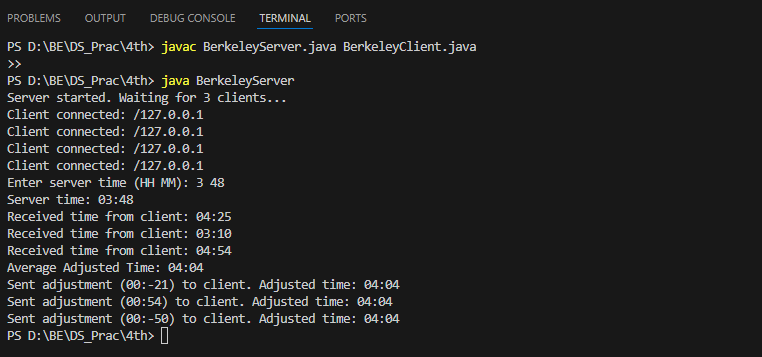 PROBLEMS OUTPUT DEBUG CONSOLE TERMINAL PORTS
PS D:\BE\DS_Prac\4th> javac BerkeleyServer.java BerkeleyClient.java
>>
PS D:\BE\DS_Prac\4th> java BerkeleyServer
Server started. Waiting for 3 clients...
Client connected: /127.0.0.1
Client connected: /127.0.0.1
Client connected: /127.0.0.1
Client connected: /127.0.0.1
Enter server time (HH MM): 3 48
Server time: 03:48
Received time from client: 04:25
Received time from client: 03:10
Received time from client: 04:54
Average Adjusted Time: 04:04
Sent adjustment (00:-21) to client. Adjusted time: 04:04
Sent adjustment (00:54) to client. Adjusted time: 04:04
Sent adjustment (00:-50) to client. Adjusted time: 04:04
PS D:\BE\DS_Prac\4th>